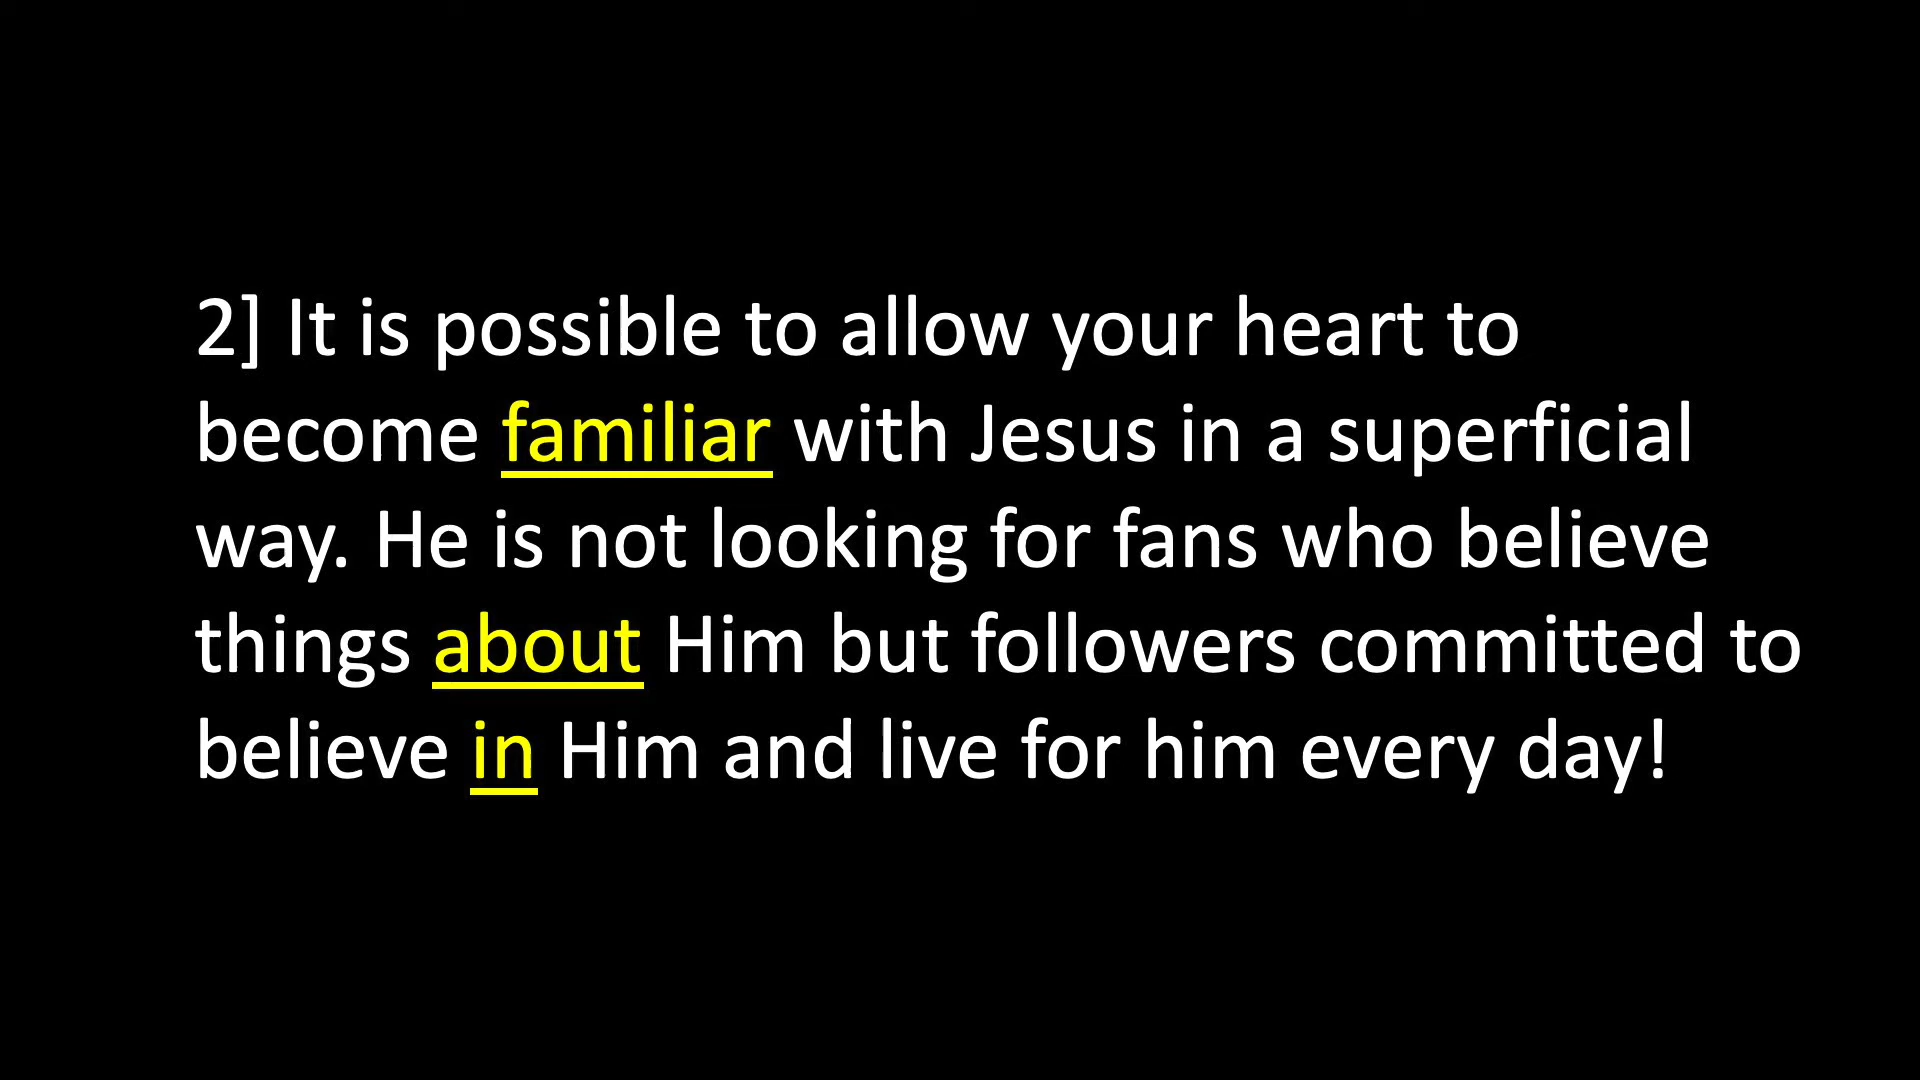 2] It is possible to allow your heart to
become familiar with Jesus in a superficial
way. He is not looking for fans who believe
things about Him but followers committed to
believe in Him and live for him every day!